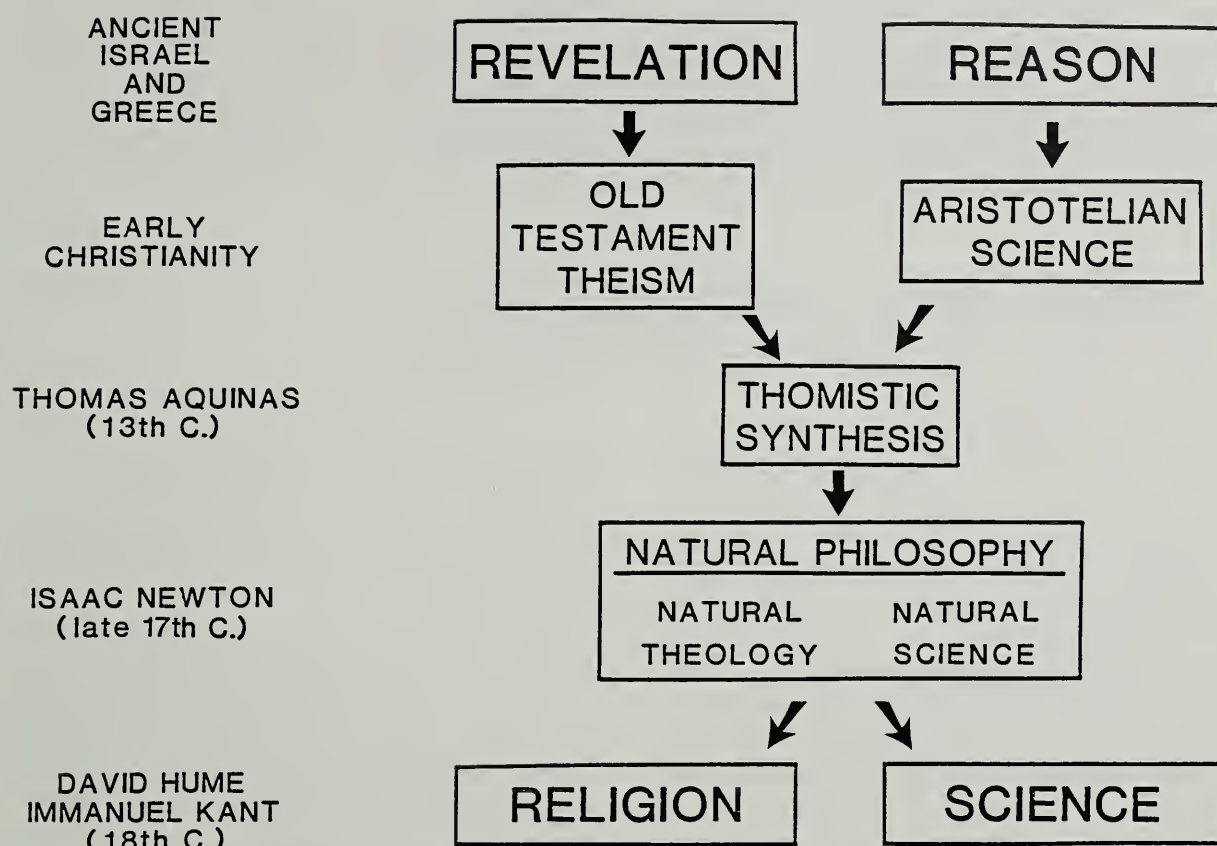 ANCIENT
ISRAEL
AND
GREECE
REVELATION
REASON
EARLY
CHRISTIANITY
OLD
TESTAMENT
THEISM
ARISTOTELIAN
SCIENCE
THOMAS AQUINAS
(13th C.)
THOMISTIC
SYNTHESIS
ISAAC NEWTON
(late 17th C.)
NATURAL PHILOSOPHY
NATURAL
THEOLOGY
NATURAL
SCIENCE
DAVID HUME
IMMANUEL KANT
(18th C.)
RELIGION
SCIENCE